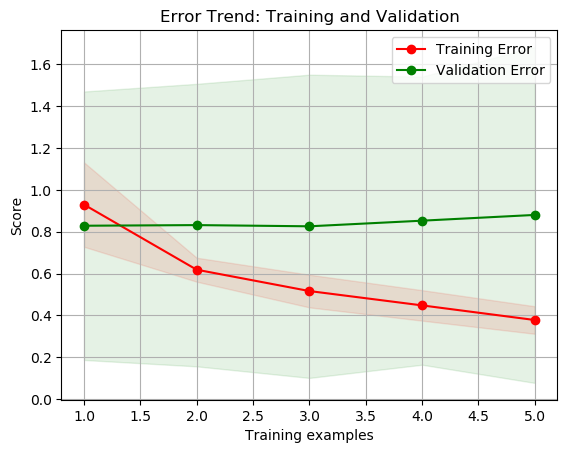 Error Trend: Training and Validation
Training Error
Validation Error
Score
1.6
1.4
1.2
1.0
0.8
0.6
0.4
0.2
0.0
1.0 1.5 2.0 2.5 3.0 3.5 4.0 4.5 5.0
Training examples